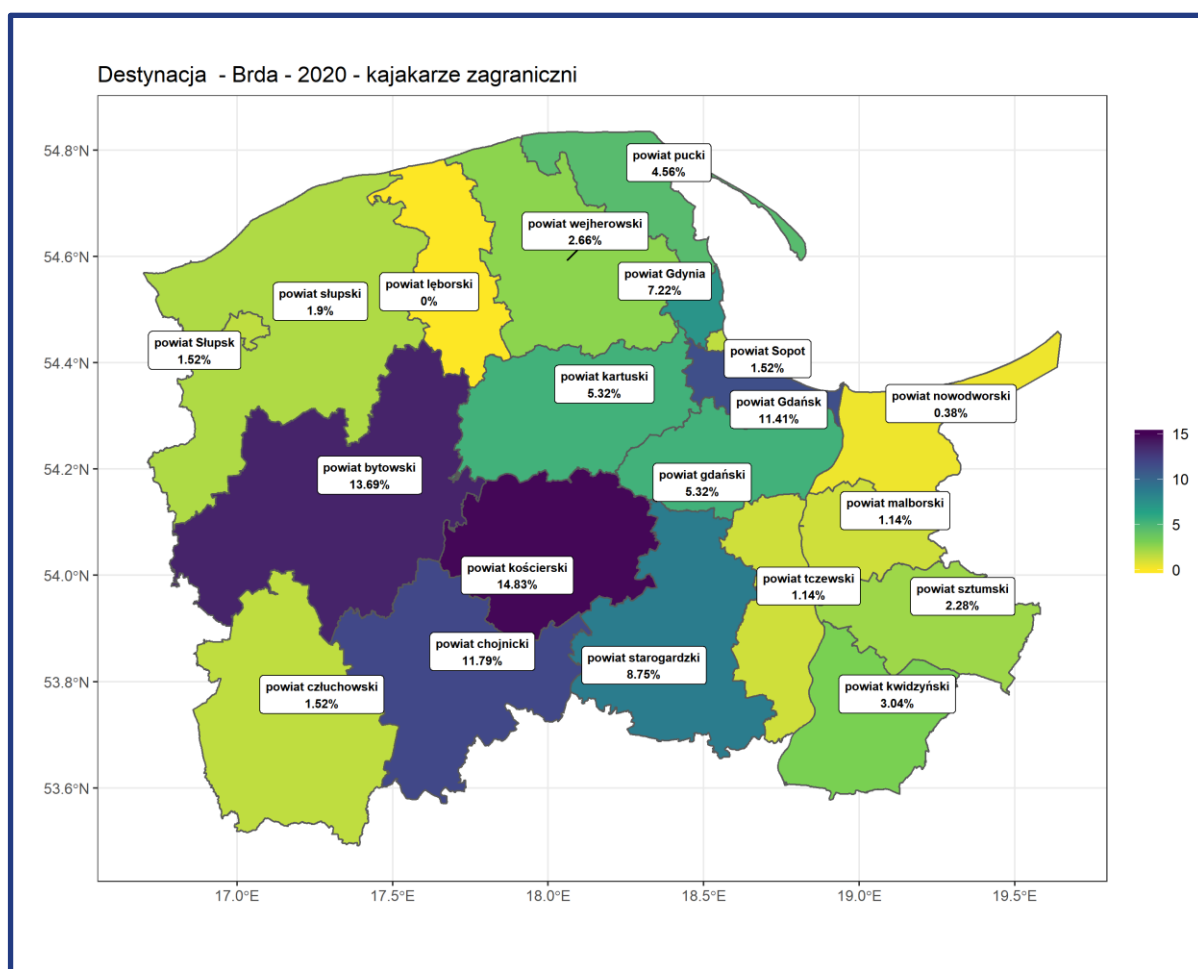 Destynacja  - Brda - 2020 - kajakarze zagraniczni
54.8°N
54.6°N
54.4°N
54.2°N
54.0°N
53.8°N
53.6°N
powiat pucki
4.56%
powiat wejherowski
2.66%
powiat Gdynia
7.22%
powiat lęborski
0%
powiat słupski
1.9%
powiat Słupsk
1.52%
powiat Sopot
1.52%
powiat kartuski
5.32%
powiat nowodworski
0.38%
powiat Gdańsk
11.41%
powiat bytowski
13.69%
powiat gdański
5.32%
powiat malborski
1.14%
powiat kościerski
14.83%
powiat tczewski
1.14%
powiat sztumski
2.28%
powiat chojnicki
11.79%
powiat starogardzki
8.75%
powiat człuchowski
1.52%
powiat kwidzyński
3.04%
15
10
5
0
17.0°E
17.5°E
18.0°E
18.5°E
19.0°E
19.5°E